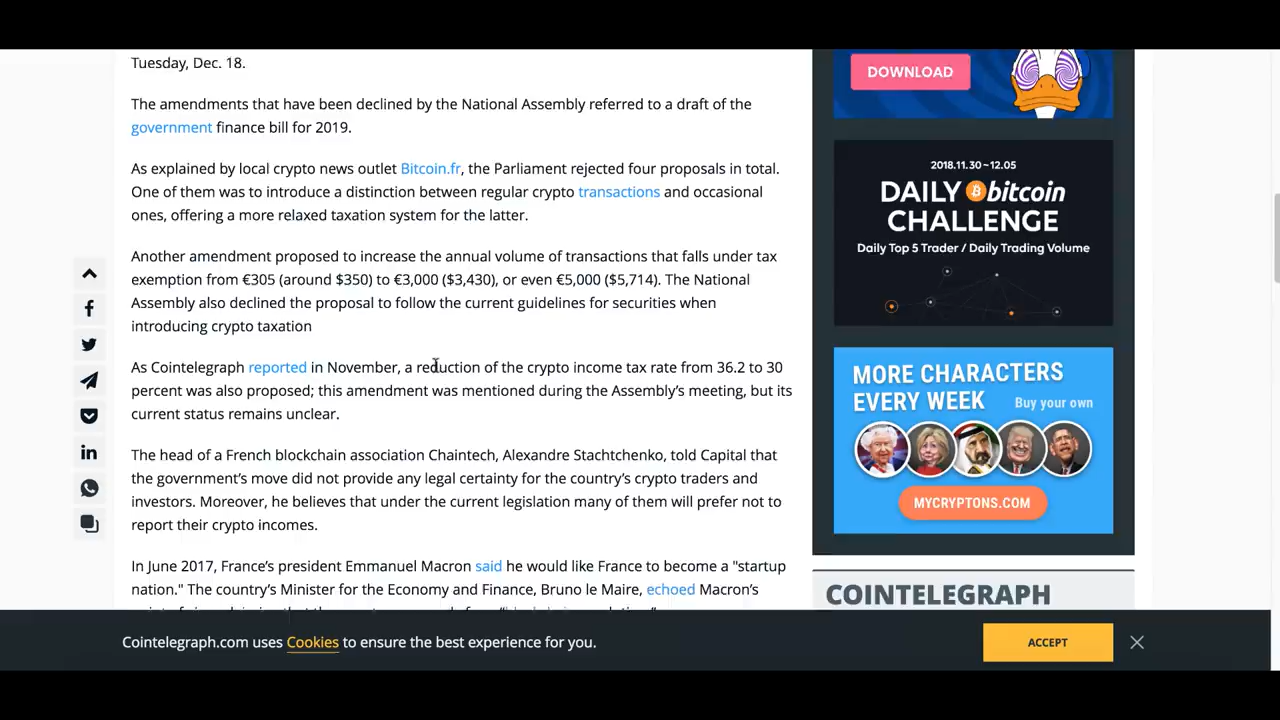 Tuesday, Dec. 18.
The amendments that have been declined by the National Assembly referred to a draft of the
government finance bill for 2019.
As explained by local crypto news outlet Bitcoin.fr, the Parliament rejected four proposals in total.
One of them was to introduce a distinction between regular crypto transactions and occasional
ones, offering a more relaxed taxation system for the latter.
Another amendment proposed to increase the annual volume of transactions that falls under tax
exemption from €305 (around $350) to €3,000 ($3,430), or even €5,000 ($5,714). The National
Assembly also declined the proposal to follow the current guidelines for securities when
introducing crypto taxation
As Cointelegraph reported in November, a reduction of the crypto income tax rate from 36.2 to 30
percent was also proposed; this amendment was mentioned during the Assembly's meeting, but its
current status remains unclear.
The head of a French blockchain association Chaintech, Alexandre Stachtchenko, told Capital that
the government's move did not provide any legal certainty for the country's crypto traders and
investors. Moreover, he believes that under the current legislation many of them will prefer not to
report their crypto incomes.
In June 2017, France's president Emmanuel Macron said he would like France to become a "startup
nation." The country's Minister for the Economy and Finance, Bruno le Maire, echoed Macron's
DOWNLOAD
2018.11.30~12.05
DAILY bitcoin
CHALLENGE
Daily Top 5 Trader / Daily Trading Volume
MORE CHARACTERS
EVERY WEEK Buy your own
MYCRYPTONS.COM
COINTELEGRAPH
Cointelegraph.com uses Cookies to ensure the best experience for you.
ACCEPT